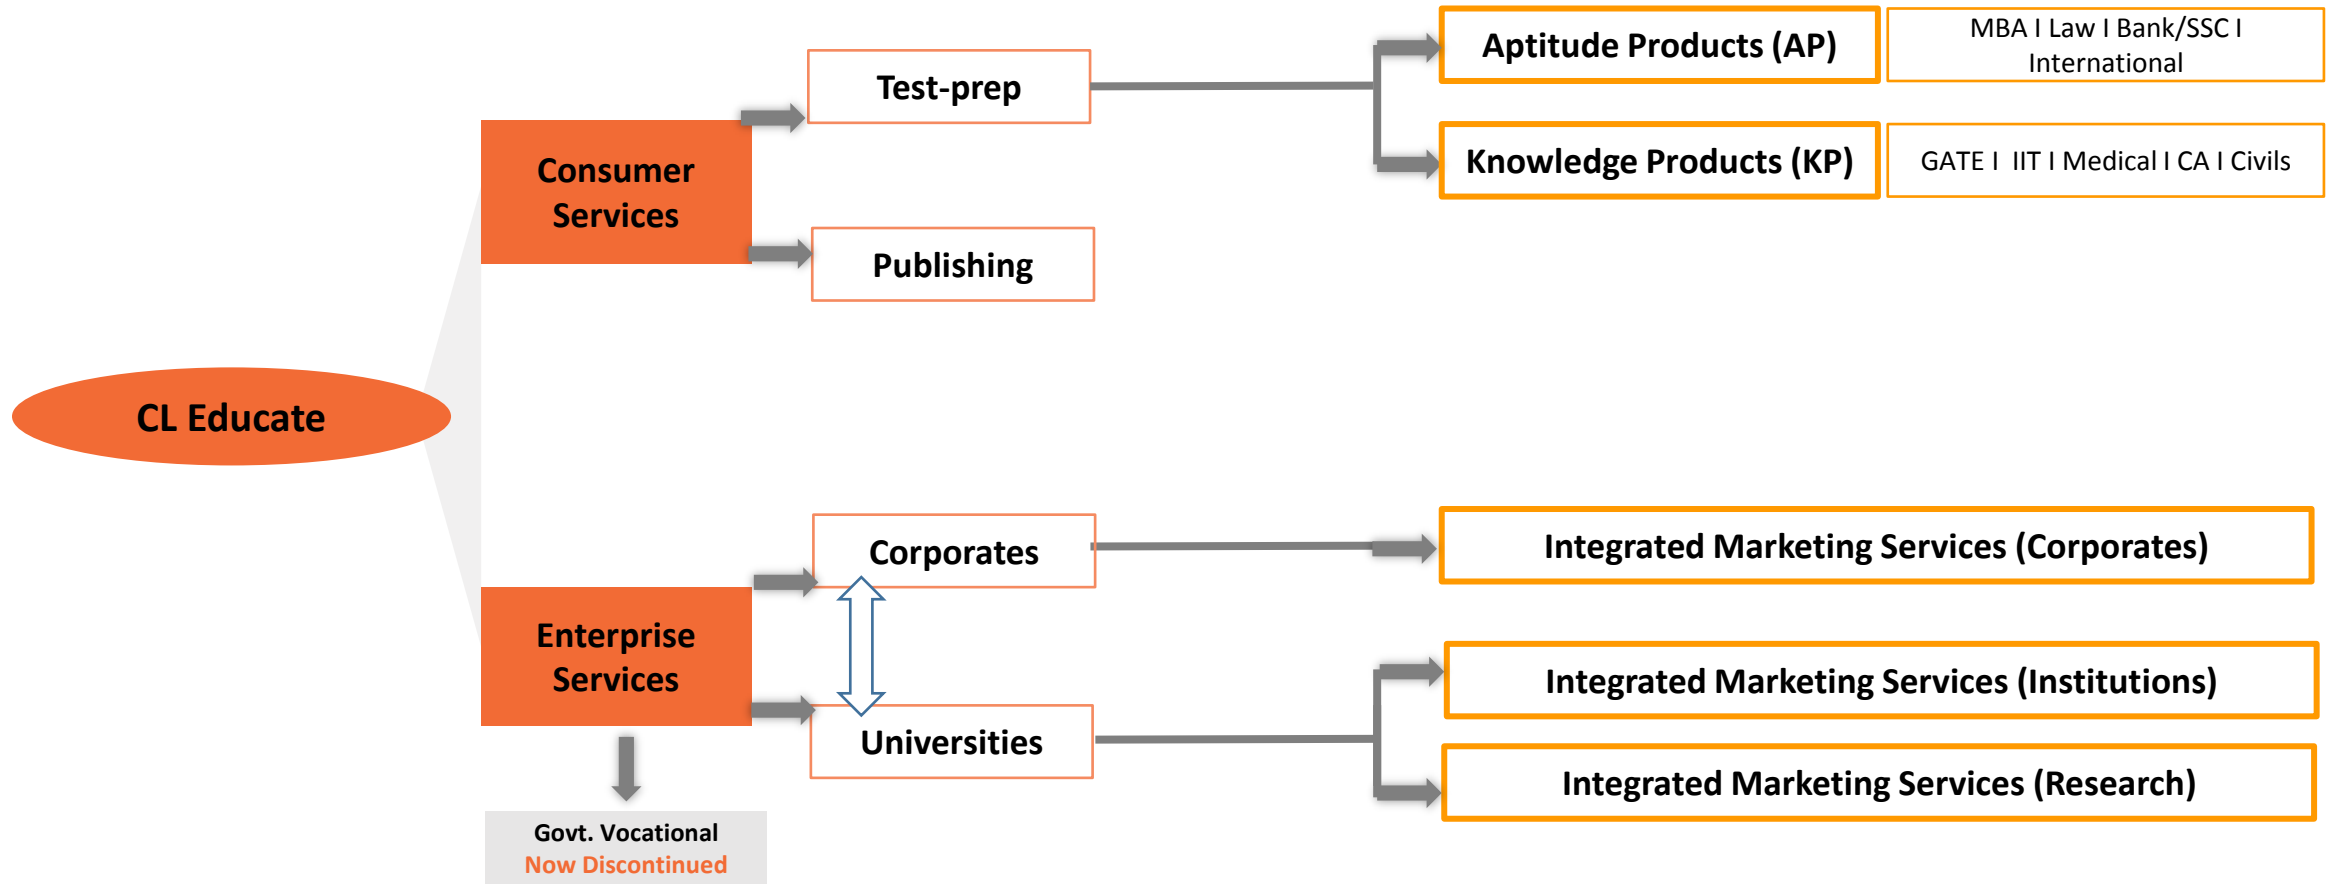 Aptitude Products (AP)
MBA I Law I Bank/SSC I
International
Test-prep
Consumer
Services
Knowledge Products (KP)
GATE I  IIT I Medical I CA I Civils
Publishing
CL Educate
Corporates
Integrated Marketing Services (Corporates)
Enterprise
Services
Universities
Integrated Marketing Services (Institutions)
Integrated Marketing Services (Research)
Govt. Vocational
Now Discontinued